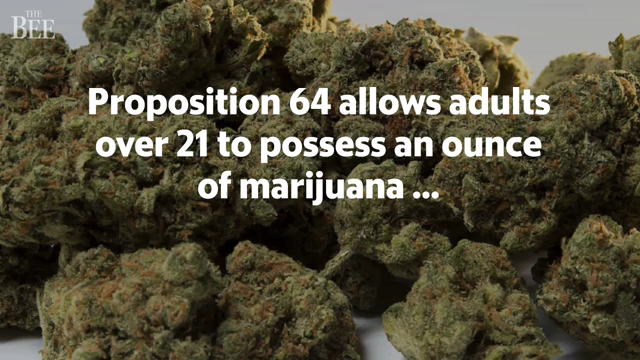 THE
BEE
Proposition 64 allows adults
over 21 to possess an ounce
of marijuana ...